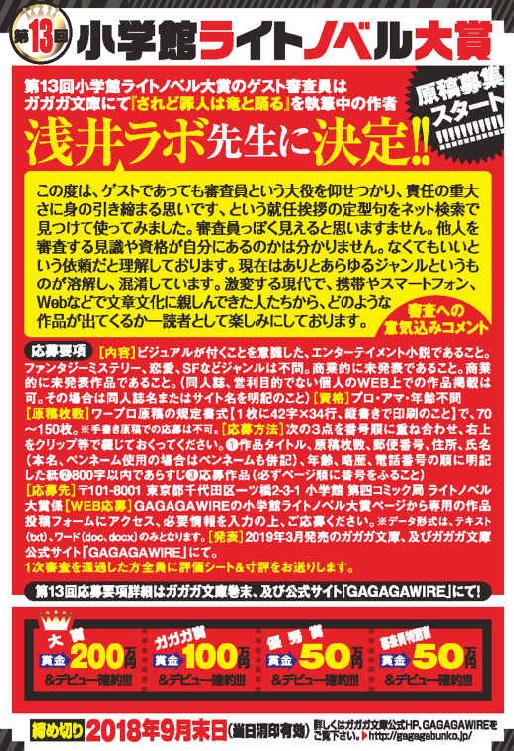 第13回 小学館ライトノベル大賞
第13回小学館ライトノベル大賞のゲスト審査員は
ガガガ文庫にて『されど罪人は竜と踊る』を執筆中の作者
浅井ラボ先生に決定!!
原稿募集
スタート
!!!!!!!!!!
この度は、ゲストであっても審査員という大役を仰せつかり、責任の重大
さに身の引き締まる思いです、という就任挨拶の定型句をネット検索で
見つけて使ってみました。審査員っぽく見えると思いますません。他人を
審査する見識や資格が自分にあるのかは分かりません。なくてもいいと
いう依頼だと理解しております。現在はありとあらゆるジャンルというも
のが溶解し、混淆しています。激変する現代で、携帯やスマートフォン、
Webなどで文章文化に親しんできた人たちから、どのような
作品が出てくるか一読者として楽しみにしております。
審査への
意気込みコメント
応募要項 【内容】ビジュアルが付くことを意識した、エンターテイメント小説であること。
ファンタジーミステリー、恋愛、SFなどジャンルは不問。商業的に未発表であること。商業
的に未発表作品であること。(同人誌、営利目的でない個人のWEB上での作品掲載は
可。その場合は同人誌名またはサイト名を明記のこと)【資格】プロ・アマ・年齢不問
【原稿枚数】ワープロ原稿の規定書式【1枚に42字×34行、縦書きで印刷のこと】で、70
～150枚。※手書き原稿での応募は不可。【応募方法】次の3点を番号順に重ね合わせ、右上
をクリップ等で綴じておくってください。❶作品タイトル、原稿枚数、郵便番号、住所、氏名
(本名、ペンネーム使用の場合はペンネームも併記)、年齢、略歴、電話番号の順に明記
した紙❷800字以内であらすじ❸応募作品(必ずページ順に番号をふること)
【応募先】〒101-8001 東京都千代田区一ツ橋2-3-1 小学館 第四コミック局 ライトノベル
大賞係【WEB応募】GAGAGAWIREの小学館ライトノベル大賞ページから専用の作品
投稿フォームにアクセス、必要情報を入力の上、ご応募ください。※データ形式は、テキスト
(txt)、ワード(doc、docx)のみとなります。【発表】2019年3月発売のガガガ文庫、及びガガガ文庫
公式サイト「GAGAGAWIRE」にて。
1次審査を通過した方全員に評価シート&寸評をお送りします。
第13回応募要項詳細はガガガ文庫巻末、及び公式サイト「GAGAGAWIRE」にて!
大賞
賞金 200万円
&デビュー確約!!!
ガガガ賞
賞金 100万円
&デビュー確約!!!
優秀賞
賞金 50万円
&デビュー確約!!!
審査員特別賞
賞金 50万円
&デビュー確約!!!
締め切り 2018年9月末日(当日消印有効)
詳しくはガガガ文庫公式HP、GAGAGAWIREを
ご覧下さい。▶http://gagagabunko.jp/